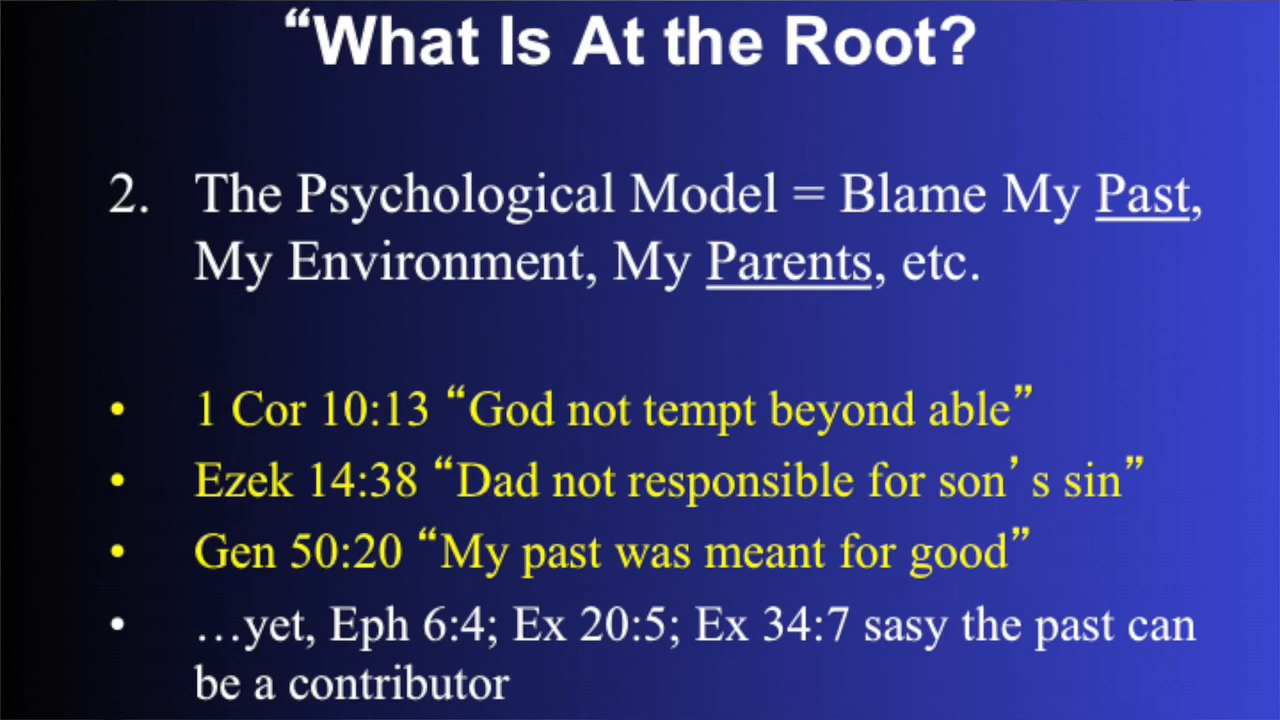 “What Is At the Root?
2. The Psychological Model = Blame My Past,
My Environment, My Parents, etc.
• 1 Cor 10:13 “God not tempt beyond able”
• Ezek 14:38 “Dad not responsible for son’s sin”
• Gen 50:20 “My past was meant for good”
• …yet, Eph 6:4; Ex 20:5; Ex 34:7 sasy the past can
be a contributor